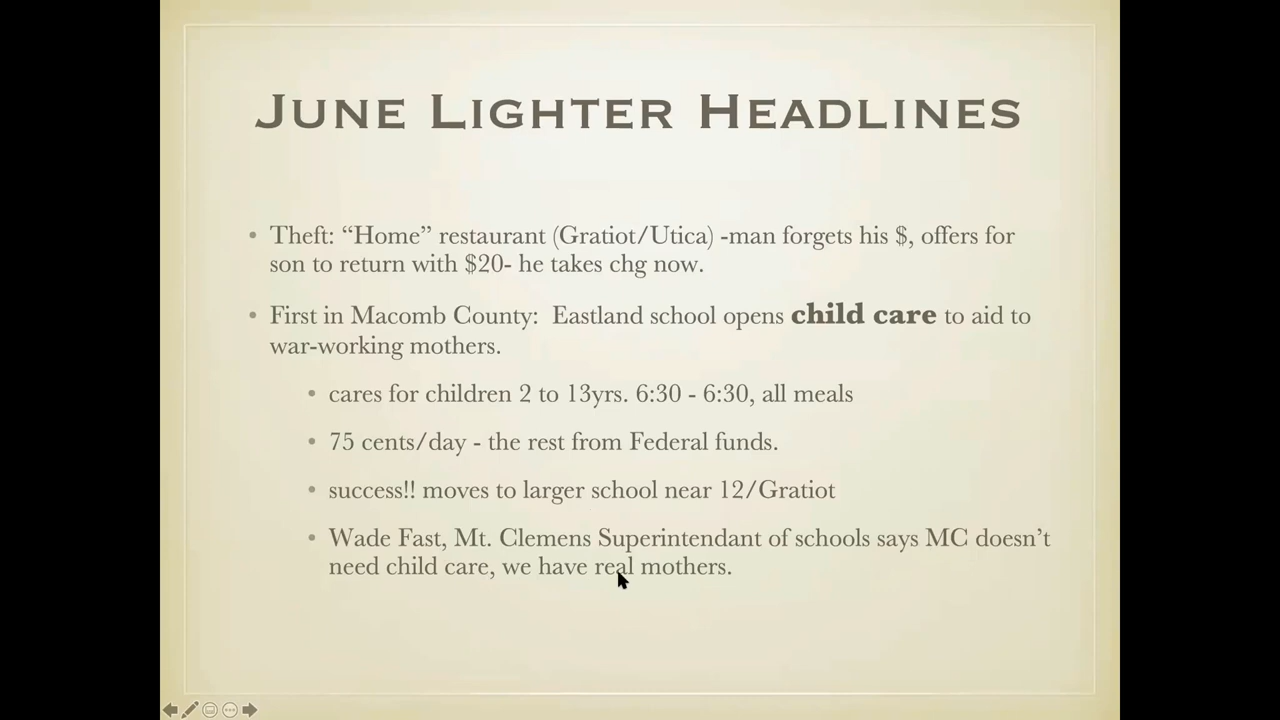 JUNE LIGHTER HEADLINES
• Theft: “Home” restaurant (Gratiot/Utica) -man forgets his $, offers for
son to return with $20- he takes chg now.
• First in Macomb County:  Eastland school opens child care to aid to
war-working mothers.
• cares for children 2 to 13yrs. 6:30 - 6:30, all meals
• 75 cents/day - the rest from Federal funds.
• success!! moves to larger school near 12/Gratiot
• Wade Fast, Mt. Clemens Superintendant of schools says MC doesn’t
need child care, we have real mothers.